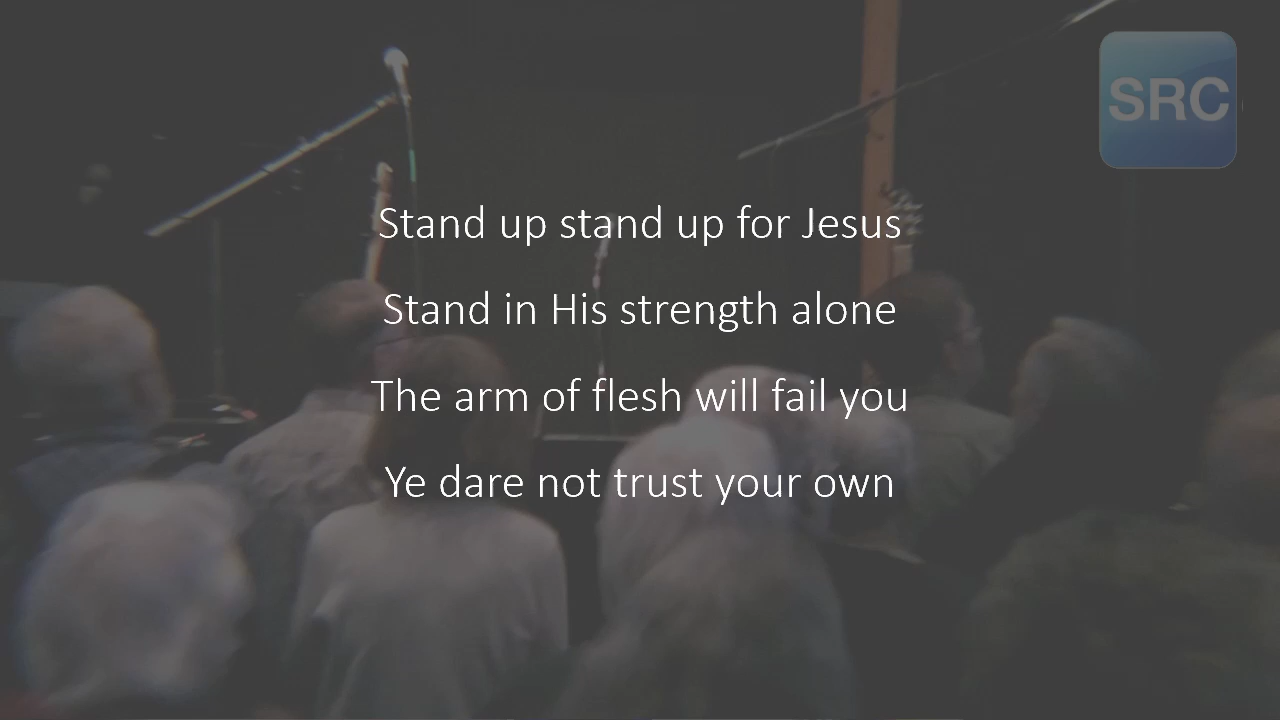 SRC
Stand up stand up for Jesus
Stand in His strength alone
The arm of flesh will fail you
Ye dare not trust your own